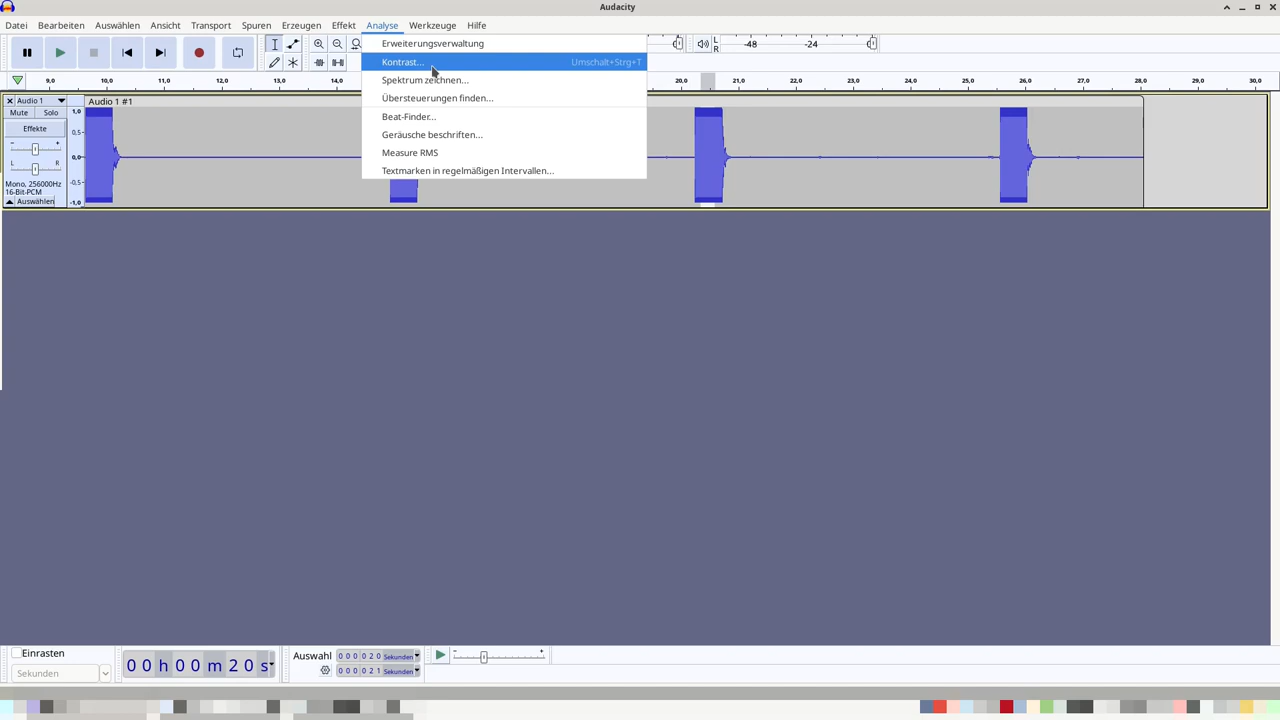 Audacity
Datei Bearbeiten Auswählen Ansicht Transport Spuren Erzeugen Effekt Analyse Werkzeuge Hilfe
Erweiterungsverwaltung
Kontrast... Umschalt+Strg+T
Spektrum zeichnen...
Übersteuerungen finden...
Beat-Finder...
Geräusche beschriften...
Measure RMS
Textmarken in regelmäßigen Intervallen...
L
R
-48 -24
9,0 10,0 11,0 12,0 13,0 14,0 20,0 21,0 22,0 23,0 24,0 25,0 26,0 27,0 28,0 29,0 30,0
Audio 1
Audio 1 #1
Mute Solo
Effekte
- +
L R
Mono, 256000Hz
16-Bit-PCM
Auswählen
1,0
0,5
0,0
-0,5
-1,0
Einrasten
Sekunden
00 h 00 m 20 s
Auswahl
000020 Sekunden
000021 Sekunden
- +